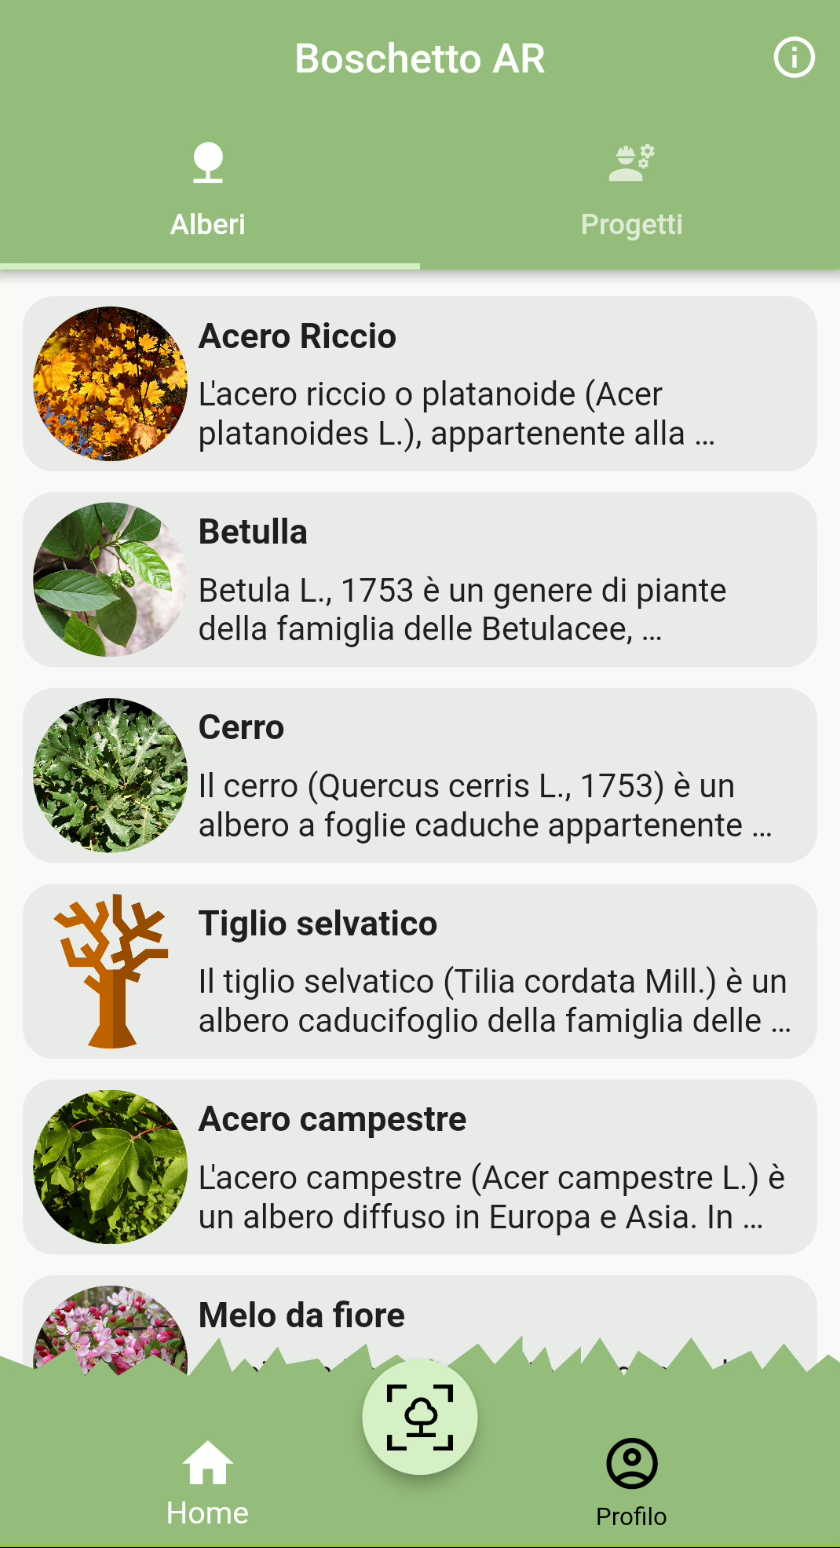 Boschetto AR
Alberi
Progetti
Acero Riccio
L'acero riccio o platanoide (Acer
platanoides L.), appartenente alla ...
Betulla
Betula L., 1753 è un genere di piante
della famiglia delle Betulacee, ...
Cerro
Il cerro (Quercus cerris L., 1753) è un
albero a foglie caduche appartenente ...
Tiglio selvatico
Il tiglio selvatico (Tilia cordata Mill.) è un
albero caducifoglio della famiglia delle ...
Acero campestre
L'acero campestre (Acer campestre L.) è
un albero diffuso in Europa e Asia. In ...
Melo da fiore
Home
Profilo